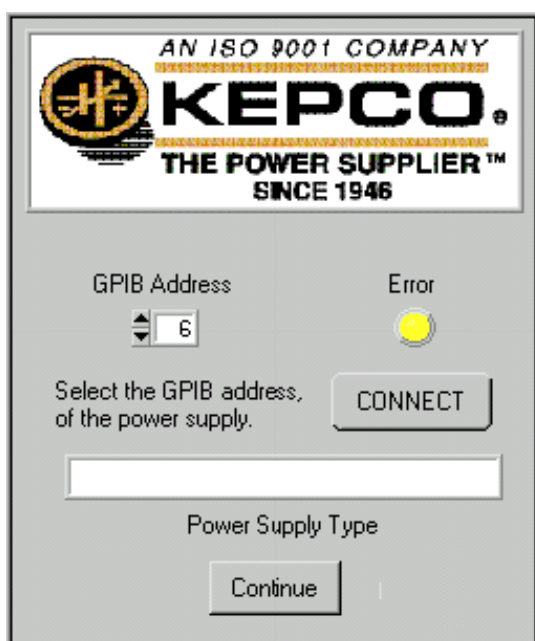 AN ISO 9001 COMPANY
KEPCO®
THE POWER SUPPLIER™
SINCE 1946
GPIB Address
Error
6
Select the GPIB address,
of the power supply.
CONNECT
Power Supply Type
Continue